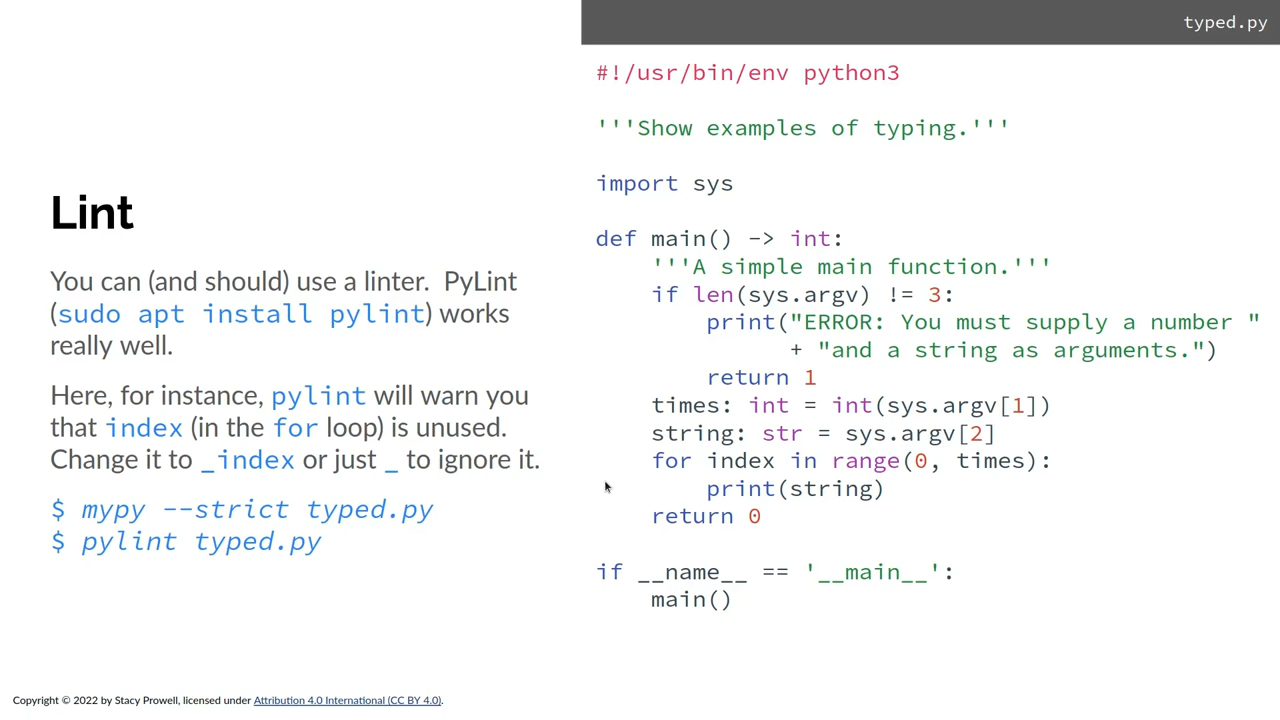 typed.py
Lint
You can (and should) use a linter. PyLint
(sudo apt install pylint) works
really well.
Here, for instance, pylint will warn you
that index (in the for loop) is unused.
Change it to _index or just _ to ignore it.
$ mypy --strict typed.py
$ pylint typed.py
#!/usr/bin/env python3
'''Show examples of typing.'''
import sys
def main() -> int:
    '''A simple main function.'''
    if len(sys.argv) != 3:
        print("ERROR: You must supply a number "
              + "and a string as arguments.")
        return 1
    times: int = int(sys.argv[1])
    string: str = sys.argv[2]
    for index in range(0, times):
        print(string)
    return 0
if __name__ == '__main__':
    main()
Copyright © 2022 by Stacy Prowell, licensed under Attribution 4.0 International (CC BY 4.0).